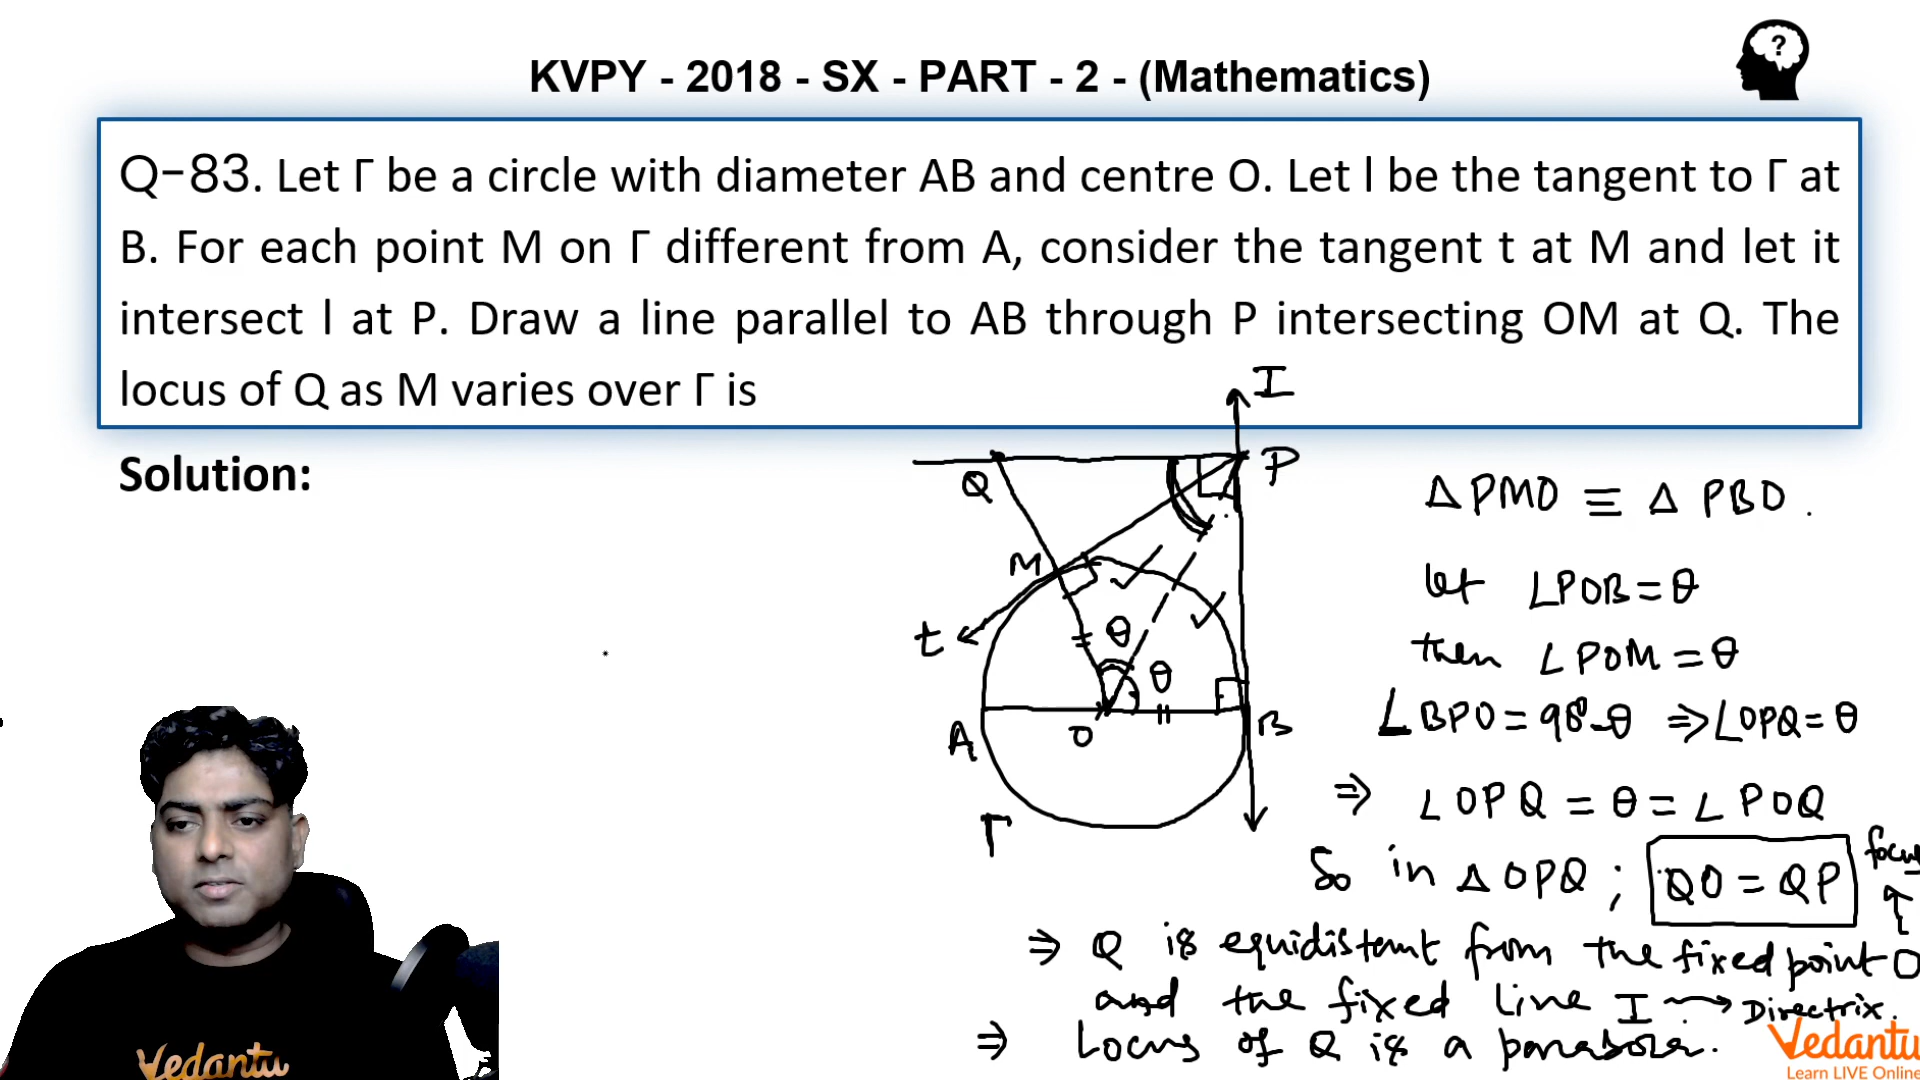 KVPY - 2018 - SX - PART - 2 - (Mathematics)
?
Q-83. Let Γ be a circle with diameter AB and centre O. Let l be the tangent to Γ at
B. For each point M on Γ different from A, consider the tangent t at M and let it
intersect l at P. Draw a line parallel to AB through P intersecting OM at Q. The
locus of Q as M varies over Γ is
Solution:
I
P
Q
M
t
θ
θ
A
O
B
Γ
Δ PMO ≡ Δ PBO .
let ∠POB = θ
then ∠POM = θ
∠BPO = 90°-θ ⇒ ∠OPQ = θ
⇒ ∠OPQ = θ = ∠POQ
So in Δ OPQ ; QO = QP
focus
⇒ Q is equidistant from the fixed point O
and the fixed line I → Directrix.
⇒ Locus of Q is a parabola.
Vedantu
Vedantu
Learn LIVE Online